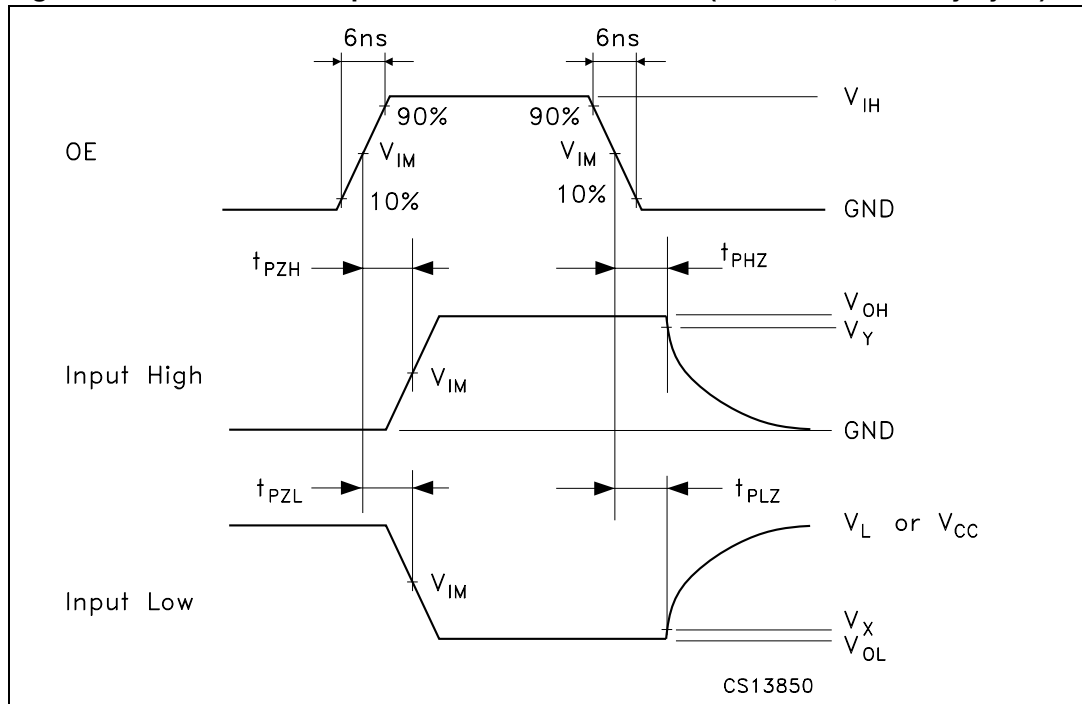 6ns 6ns
V_IH
90% 90%
OE V_IM V_IM
10% 10%
GND
t_PZH t_PHZ
V_OH
V_Y
Input High V_IM
GND
t_PZL t_PLZ
V_L or V_CC
V_IM
Input Low
V_X
V_OL
CS13850